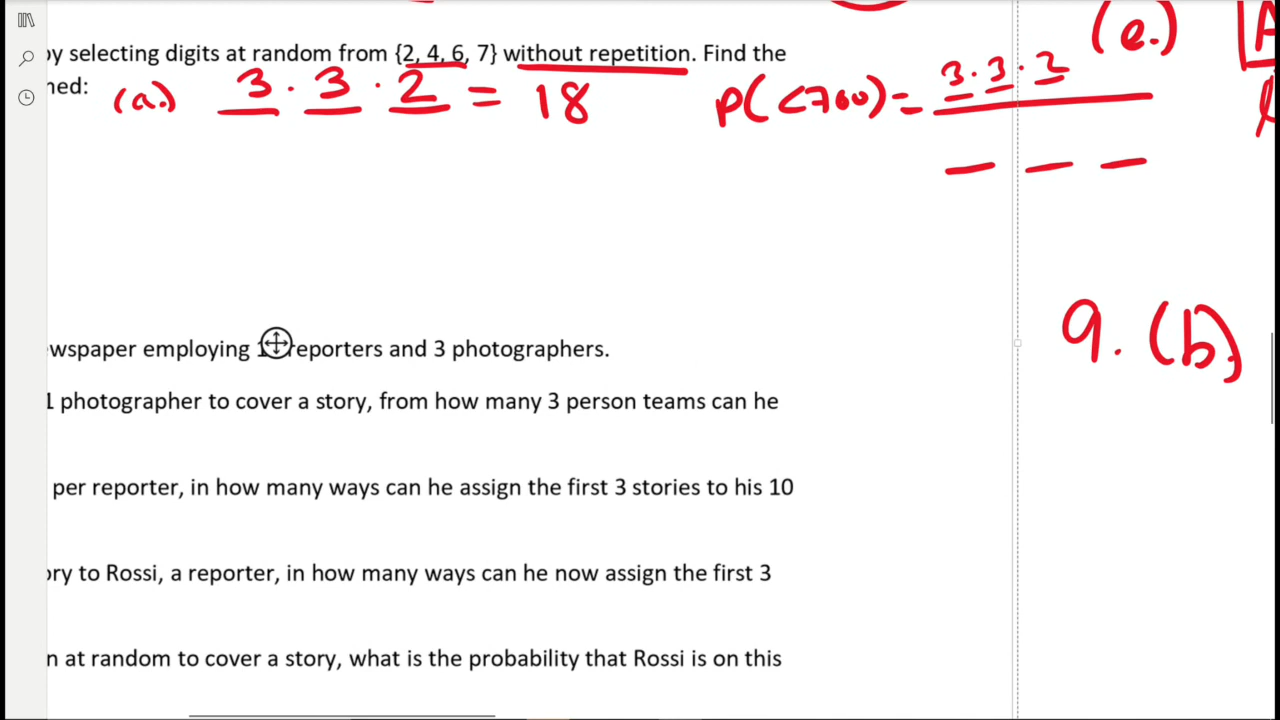 by selecting digits at random from {2, 4, 6, 7} without repetition. Find the
ned:
(a.) 3 · 3 · 2 = 18
p(<700) = 3 · 3 · 2
(e.)
9. (b)
wspaper employing reporters and 3 photographers.
1 photographer to cover a story, from how many 3 person teams can he
per reporter, in how many ways can he assign the first 3 stories to his 10
ory to Rossi, a reporter, in how many ways can he now assign the first 3
n at random to cover a story, what is the probability that Rossi is on this